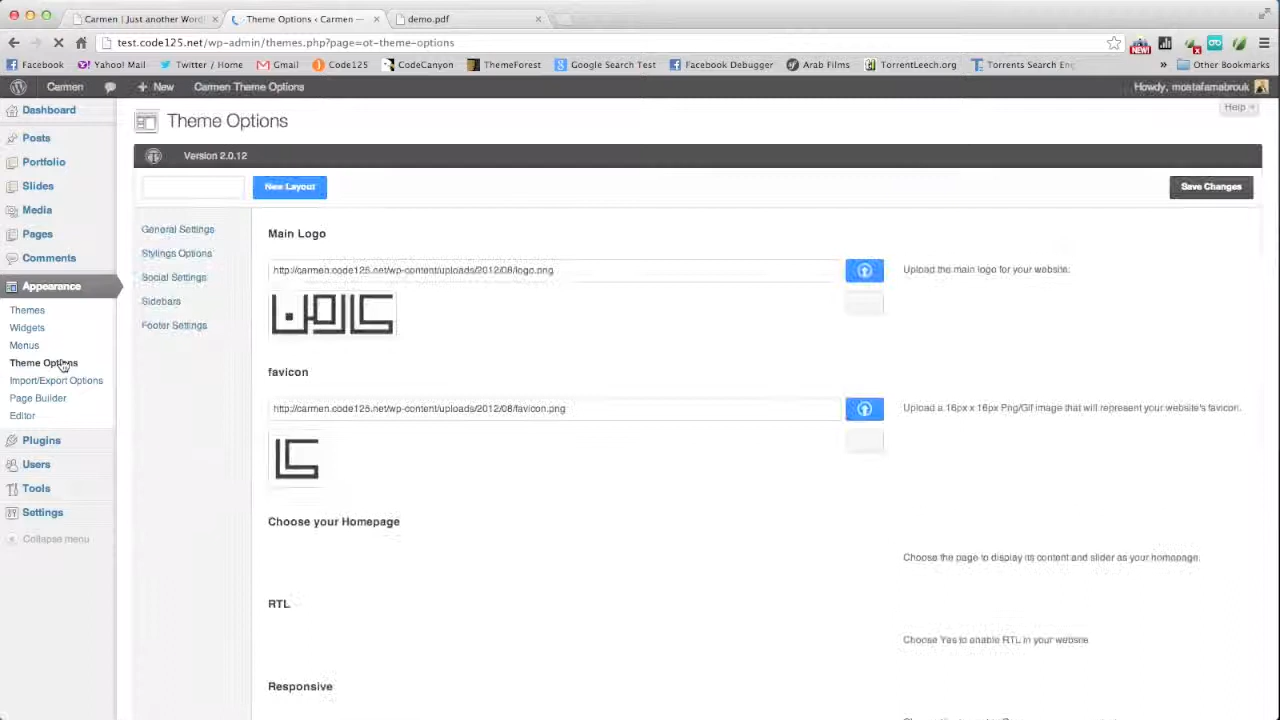 Carmen | Just another Word
Theme Options ‹ Carmen —
demo.pdf
test.code125.net/wp-admin/themes.php?page=ot-theme-options
NEW!
Facebook
Yahoo! Mail
Twitter / Home
Gmail
Code125
CodeCanyon
ThemeForest
Google Search Test
Facebook Debugger
Arab Films
TorrentLeech.org
Torrents Search En
»
Other Bookmarks
Carmen
+ New
Carmen Theme Options
Howdy, mostafamabrouk
Help
Dashboard
Posts
Portfolio
Slides
Media
Pages
Comments
Appearance
Themes
Widgets
Menus
Theme Options
Import/Export Options
Page Builder
Editor
Plugins
Users
Tools
Settings
Collapse menu
Theme Options
Version 2.0.12
New Layout
Save Changes
General Settings
Stylings Options
Social Settings
Sidebars
Footer Settings
Main Logo
http://carmen.code125.net/wp-content/uploads/2012/08/logo.png
Upload the main logo for your website.
كارمن
favicon
http://carmen.code125.net/wp-content/uploads/2012/08/favicon.png
Upload a 16px x 16px Png/Gif image that will represent your website's favicon.
Choose your Homepage
Choose the page to display its content and slider as your homepage.
RTL
Choose Yes to enable RTL in your website
Responsive